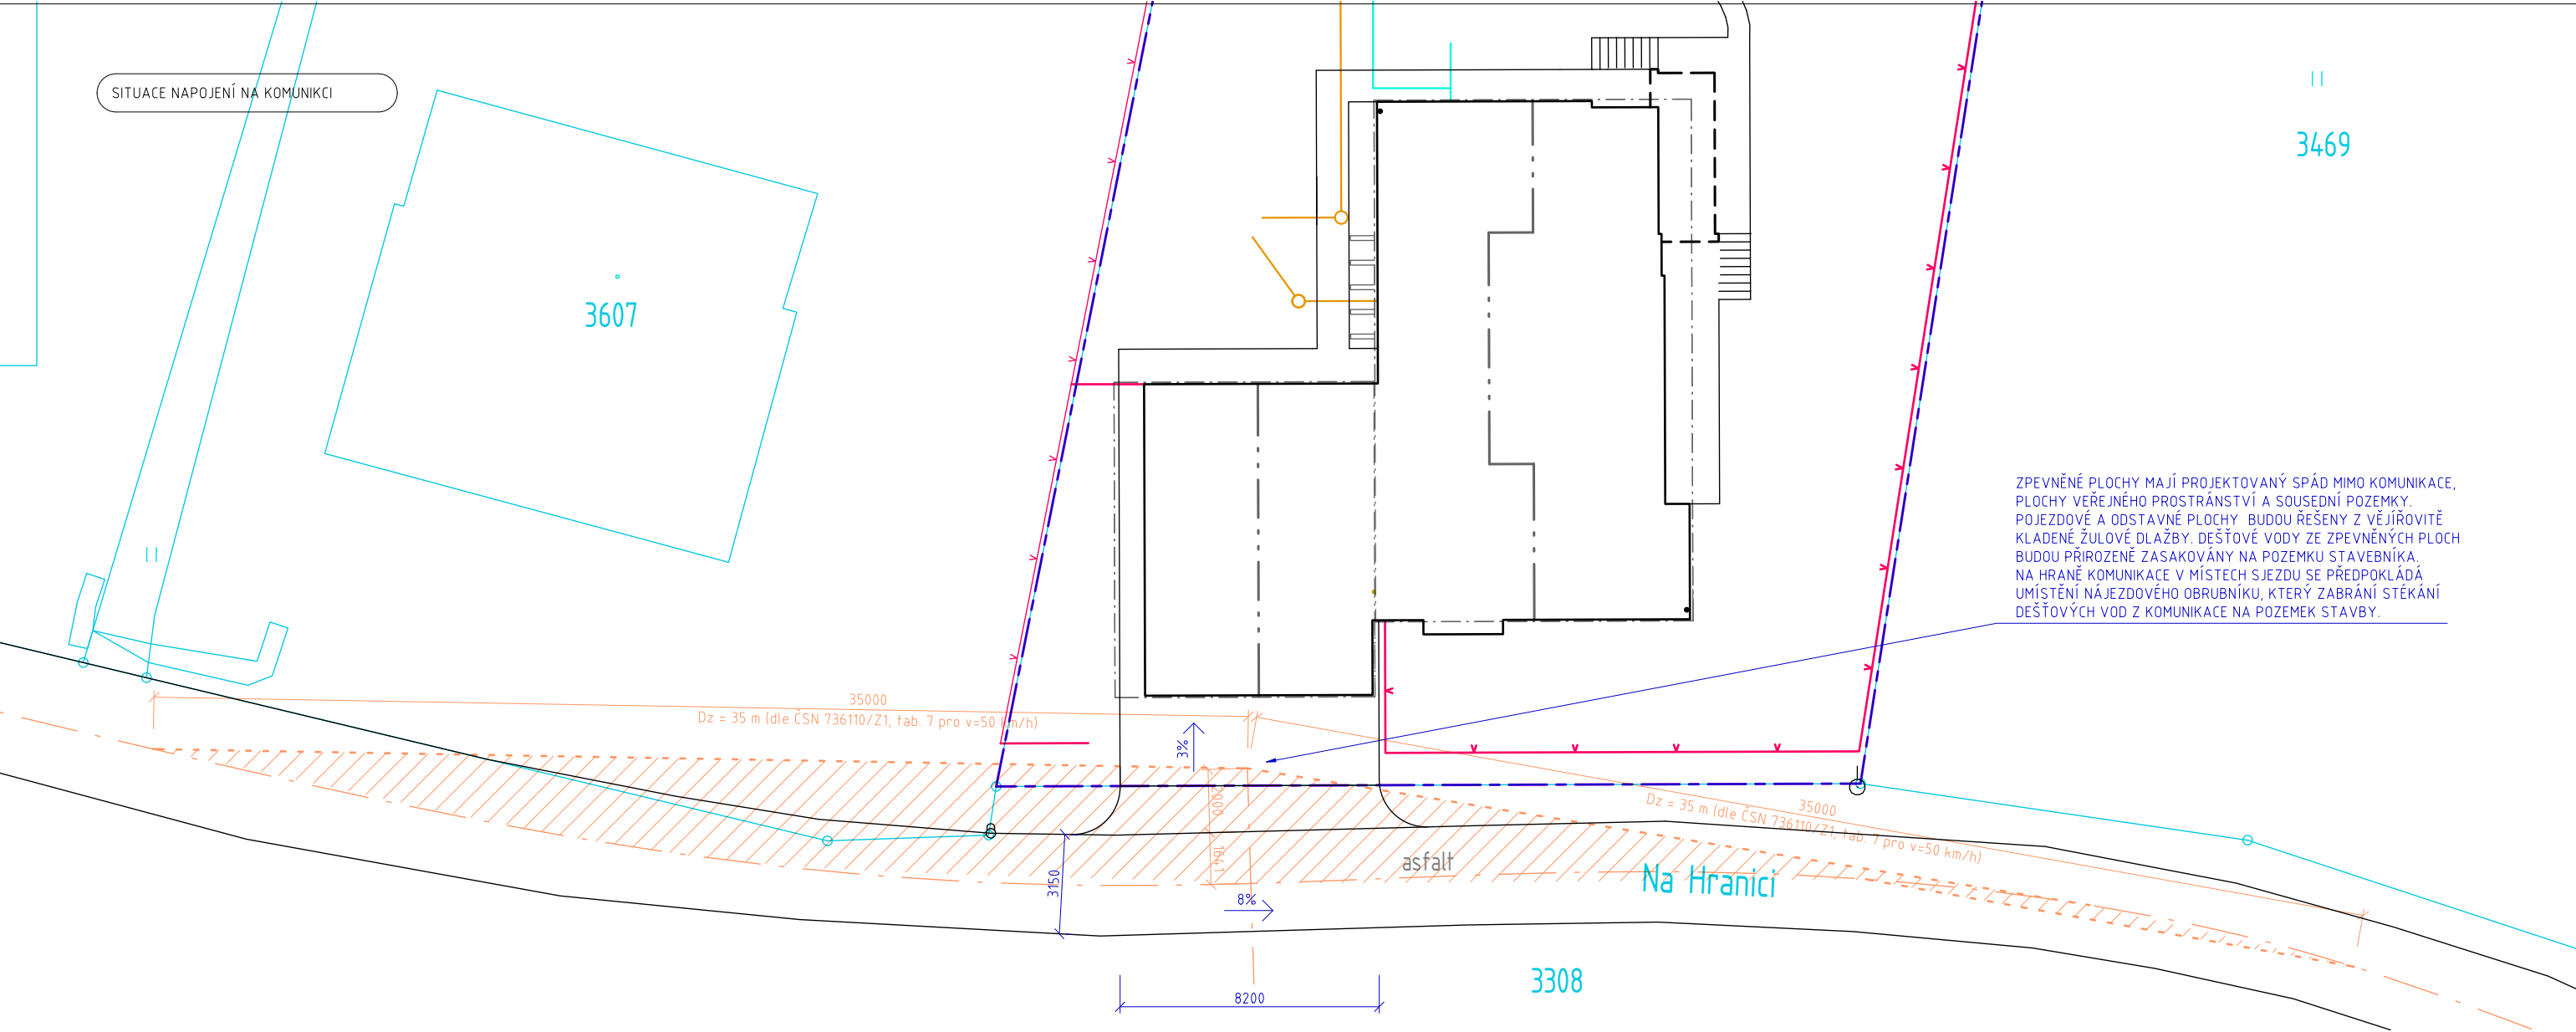 SITUACE NAPOJENÍ NA KOMUNIKCI
3469
3607
ZPEVNĚNÉ PLOCHY MAJÍ PROJEKTOVANÝ SPÁD MIMO KOMUNIKACE,
PLOCHY VEŘEJNÉHO PROSTRÁNSTVÍ A SOUSEDNÍ POZEMKY.
POJEZDOVÉ A ODSTAVNÉ PLOCHY BUDOU ŘEŠENY Z VĚJÍŘOVITĚ
KLADENÉ ŽULOVÉ DLAŽBY. DEŠŤOVÉ VODY ZE ZPEVNĚNÝCH PLOCH
BUDOU PŘIROZENĚ ZASAKOVÁNY NA POZEMKU STAVEBNÍKA.
NA HRANĚ KOMUNIKACE V MÍSTECH SJEZDU SE PŘEDPOKLÁDÁ
UMÍSTĚNÍ NÁJEZDOVÉHO OBRUBNÍKU, KTERÝ ZABRÁNÍ STÉKÁNÍ
DEŠŤOVÝCH VOD Z KOMUNIKACE NA POZEMEK STAVBY.
35000
Dz = 35 m (dle ČSN 736110/Z1, tab. 7 pro v=50 km/h)
3%
2000
35000
Dz = 35 m (dle ČSN 736110/Z1, tab. 7 pro v=50 km/h)
1641
asfalt
3150
Na Hranici
8%
3308
8200